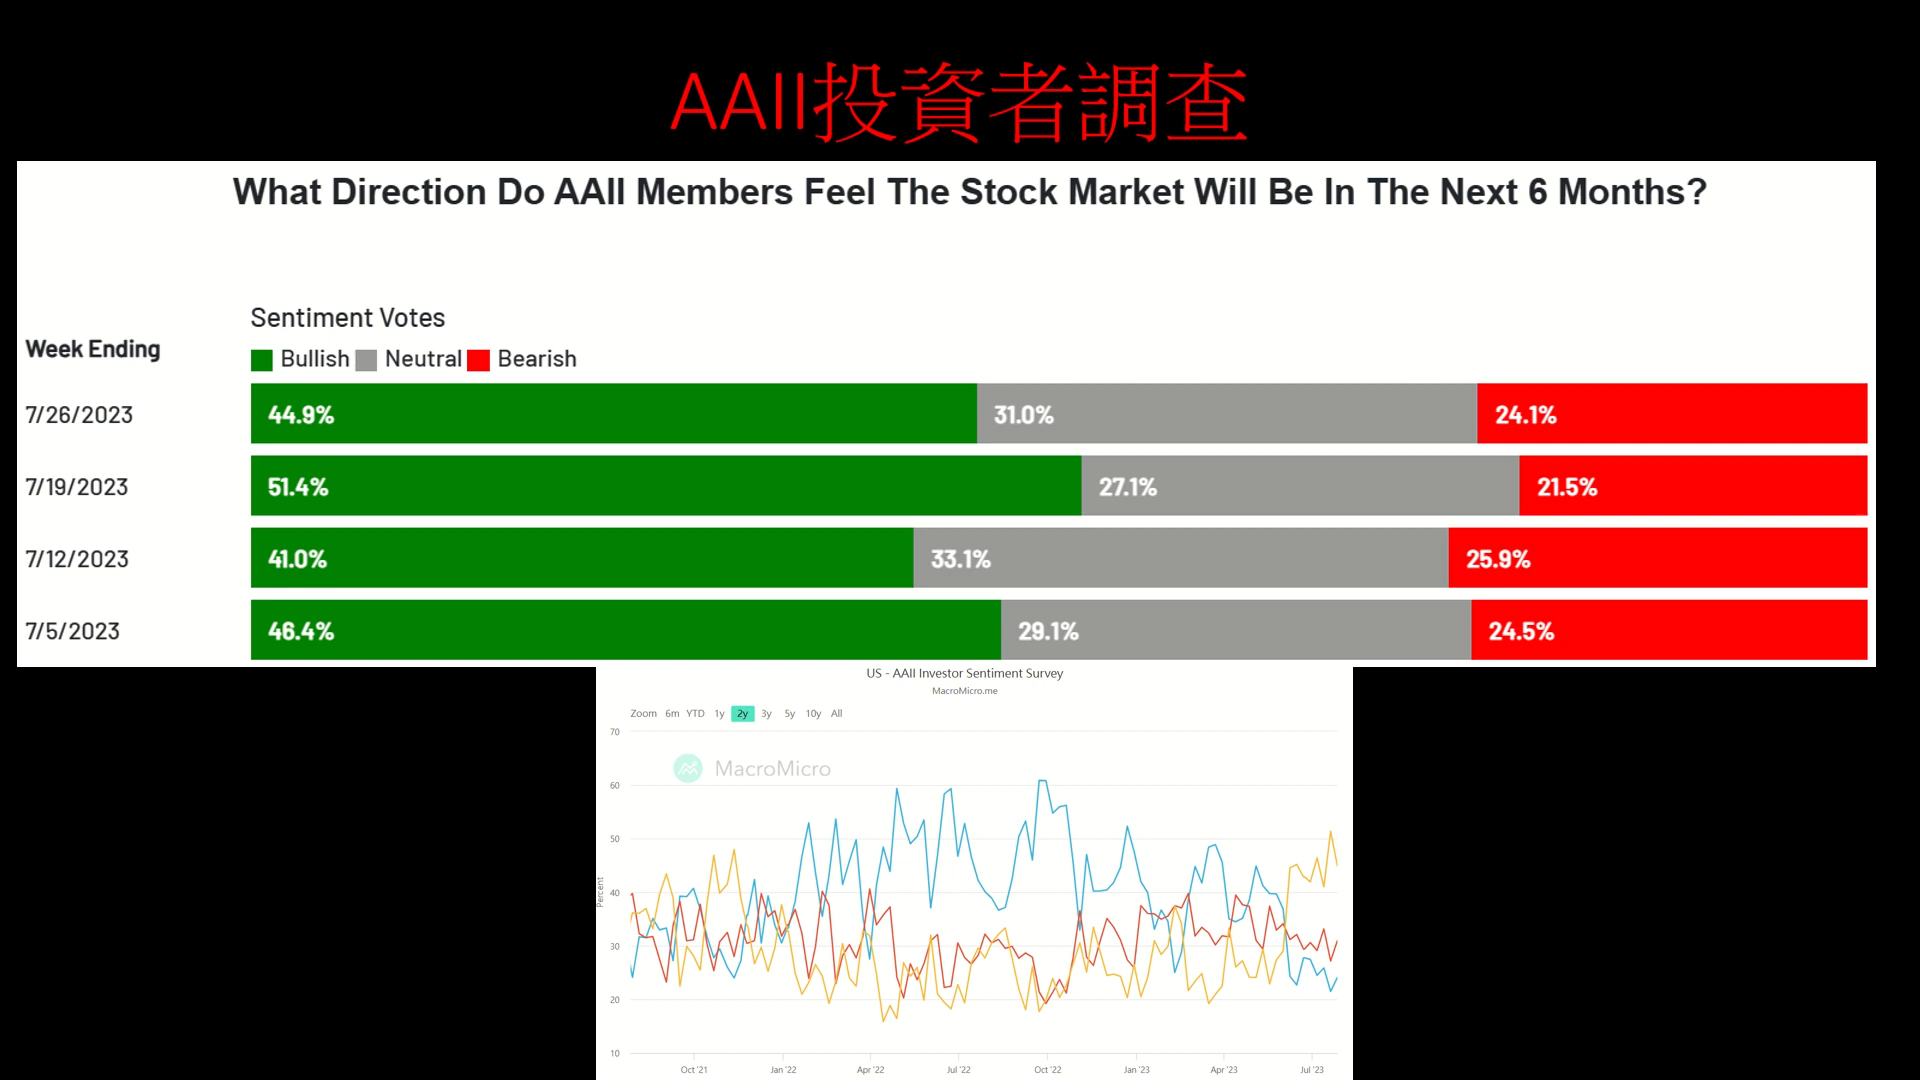 AAII投資者調查
What Direction Do AAII Members Feel The Stock Market Will Be In The Next 6 Months?
Sentiment Votes
Week Ending
Bullish Neutral Bearish
7/26/2023 44.9% 31.0% 24.1%
7/19/2023 51.4% 27.1% 21.5%
7/12/2023 41.0% 33.1% 25.9%
7/5/2023 46.4% 29.1% 24.5%
US - AAII Investor Sentiment Survey
MacroMicro.me
Zoom 6m YTD 1y 2y 3y 5y 10y All
70
MacroMicro
60
50
40
Percent
30
20
10
Oct '21 Jan '22 Apr '22 Jul '22 Oct '22 Jan '23 Apr '23 Jul '23